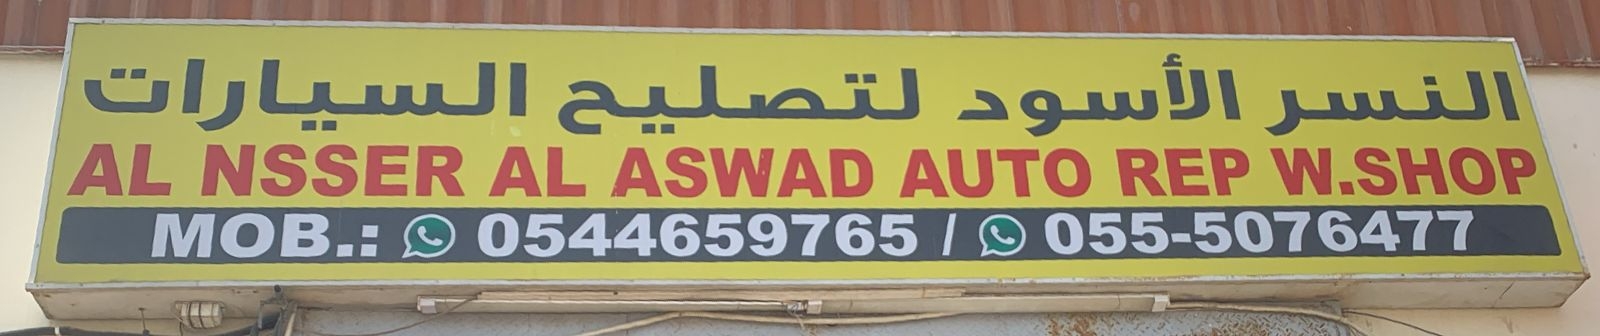 النسر الأسود لتصليح السيارات
AL NSSER AL ASWAD AUTO REP W.SHOP
MOB.: 0544659765 / 055-5076477